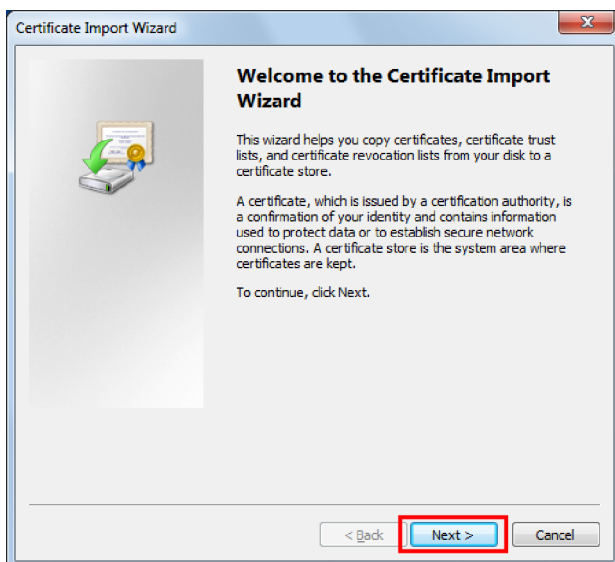 Certificate Import Wizard
Welcome to the Certificate Import
Wizard
This wizard helps you copy certificates, certificate trust
lists, and certificate revocation lists from your disk to a
certificate store.
A certificate, which is issued by a certification authority, is
a confirmation of your identity and contains information
used to protect data or to establish secure network
connections. A certificate store is the system area where
certificates are kept.
To continue, click Next.
< Back
Next >
Cancel